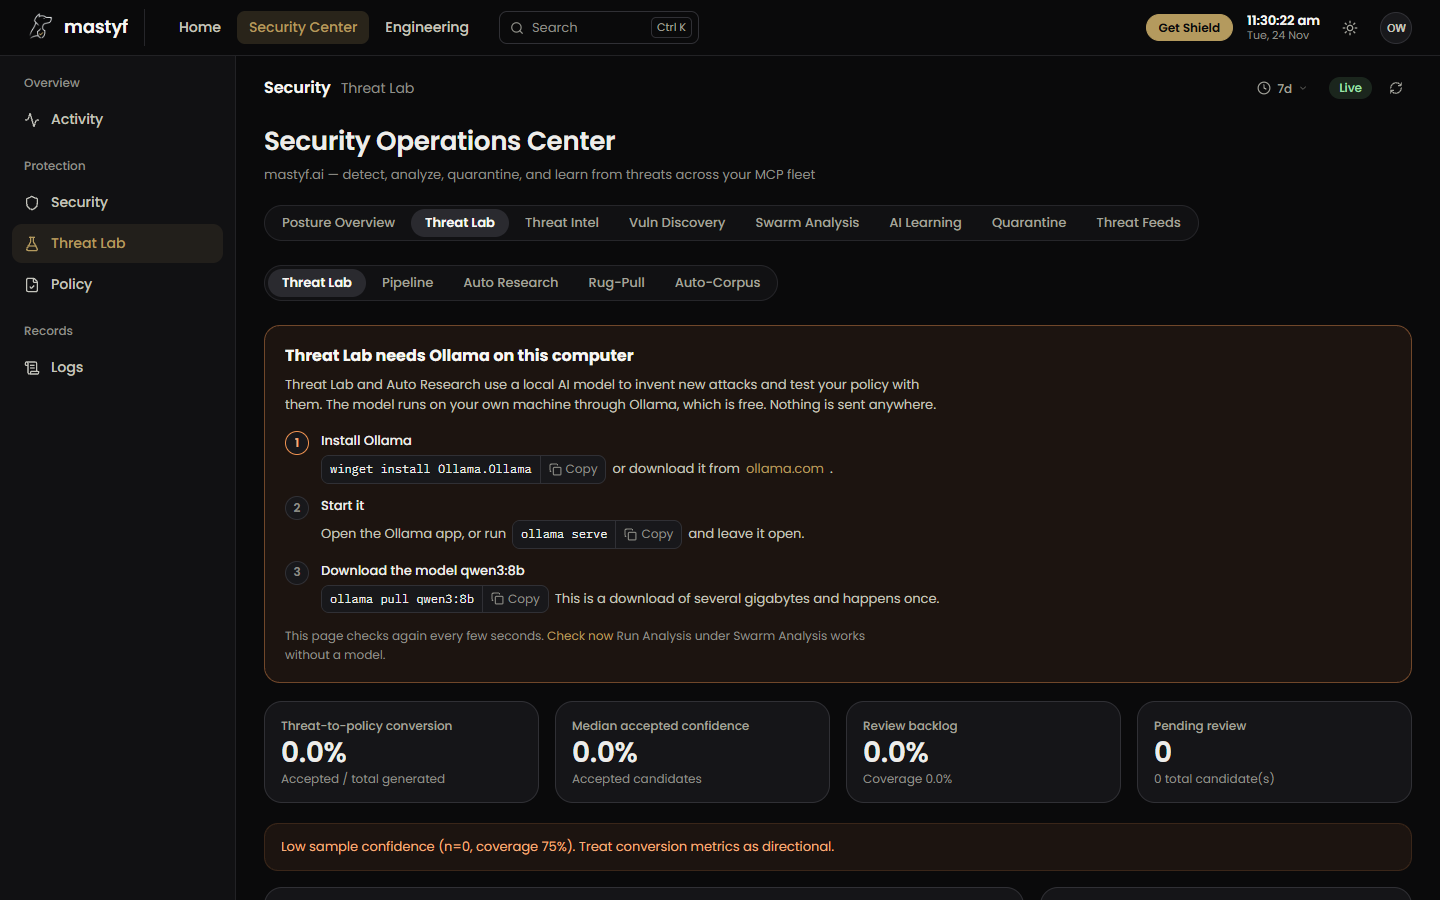 mastyf
Home
Security Center
Engineering
Search
Ctrl K
Get Shield
11:30:22 am
Tue, 24 Nov
OW
Overview
Activity
Protection
Security
Threat Lab
Policy
Records
Logs
Security Threat Lab
7d
Live
Security Operations Center
mastyf.ai — detect, analyze, quarantine, and learn from threats across your MCP fleet
Posture Overview
Threat Lab
Threat Intel
Vuln Discovery
Swarm Analysis
AI Learning
Quarantine
Threat Feeds
Threat Lab
Pipeline
Auto Research
Rug-Pull
Auto-Corpus
Threat Lab needs Ollama on this computer
Threat Lab and Auto Research use a local AI model to invent new attacks and test your policy with
them. The model runs on your own machine through Ollama, which is free. Nothing is sent anywhere.
1 Install Ollama
winget install Ollama.Ollama Copy or download it from ollama.com .
2 Start it
Open the Ollama app, or run ollama serve Copy and leave it open.
3 Download the model qwen3:8b
ollama pull qwen3:8b Copy This is a download of several gigabytes and happens once.
This page checks again every few seconds. Check now Run Analysis under Swarm Analysis works
without a model.
Threat-to-policy conversion
0.0%
Accepted / total generated
Median accepted confidence
0.0%
Accepted candidates
Review backlog
0.0%
Coverage 0.0%
Pending review
0
0 total candidate(s)
Low sample confidence (n=0, coverage 75%). Treat conversion metrics as directional.